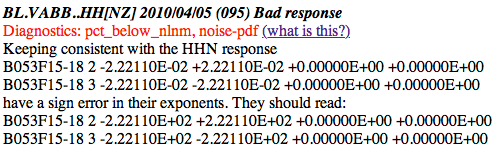 BL.VABB..HH[NZ] 2010/04/05 (095) Bad response
Diagnostics: pct_below_nlnm, noise-pdf (what is this?)
Keeping consistent with the HHN response
B053F15-18 2 -2.22110E-02 +2.22110E-02 +0.00000E+00 +0.00000E+00
B053F15-18 3 -2.22110E-02 -2.22110E-02 +0.00000E+00 +0.00000E+00
have a sign error in their exponents. They should read:
B053F15-18 2 -2.22110E+02 +2.22110E+02 +0.00000E+00 +0.00000E+00
B053F15-18 3 -2.22110E+02 -2.22110E+02 +0.00000E+00 +0.00000E+00